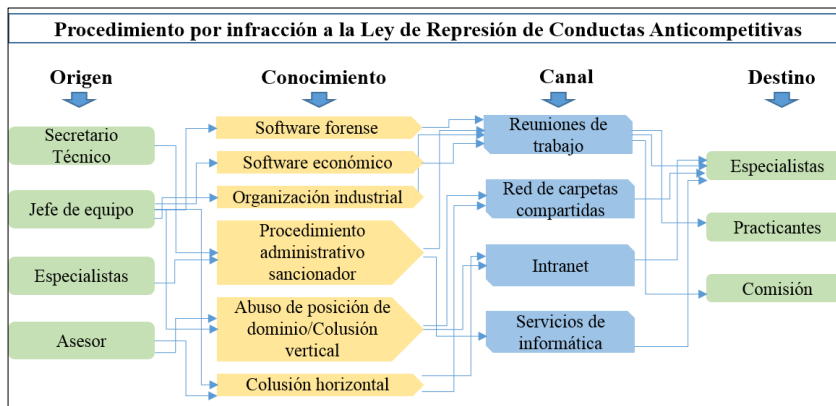 Procedimiento por infracción a la Ley de Represión de Conductas Anticompetitivas
Origen
Conocimiento
Canal
Destino
Secretario
Técnico
Jefe de equipo
Especialistas
Asesor
Software forense
Software económico
Organización industrial
Procedimiento
administrativo
sancionador
Abuso de posición de
dominio/Colusión
vertical
Colusión horizontal
Reuniones de
trabajo
Red de carpetas
compartidas
Intranet
Servicios de
informática
Especialistas
Practicantes
Comisión